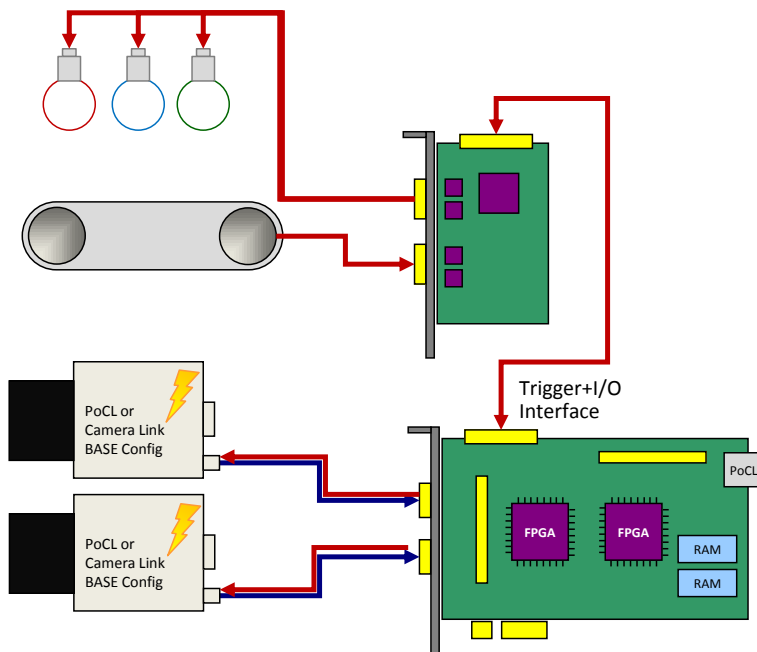 Trigger+I/O
Interface
PoCL or
Camera Link
BASE Config
PoCL
FPGA
FPGA
PoCL or
Camera Link
BASE Config
RAM
RAM